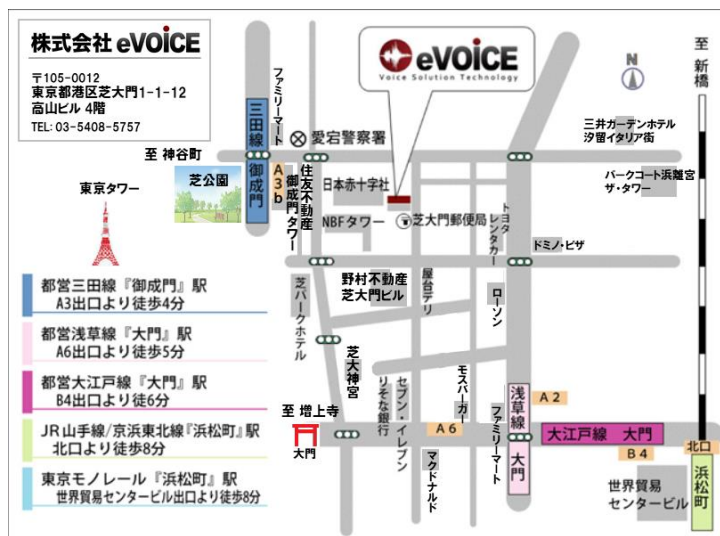 株式会社 eVOiCE
〒105-0012
東京都港区芝大門1-1-12
高山ビル 4階
TEL: 03-5408-5757
eVOiCE
Voice Solution Technology
至 新橋
N
ファミリーマート
三田線
御成門
愛宕警察署
三井ガーデンホテル
汐留イタリア街
至 神谷町
芝公園
A3b
御成門タワー
住友不動産
日本赤十字社
パークコート浜離宮
ザ・タワー
東京タワー
NBFタワー
芝大門郵便局
トヨタ
レンタカー
ドミノ・ピザ
都営三田線『御成門』駅
A3出口より徒歩4分
芝パークホテル
野村不動産
芝大門ビル
屋台デリ
ローソン
都営浅草線『大門』駅
A6出口より徒歩5分
芝大神宮
都営大江戸線『大門』駅
B4出口より徒6分
りそな銀行
セブン・イレブン
モスバーガー
ファミリーマート
浅草線
大門
A 2
至 増上寺
大門
A 6
大江戸線 大門
北口
B 4
JR山手線/京浜東北線『浜松町』駅
北口より徒歩8分
マクドナルド
世界貿易
センタービル
浜松町
東京モノレール『浜松町』駅
世界貿易センタービル出口より徒歩8分